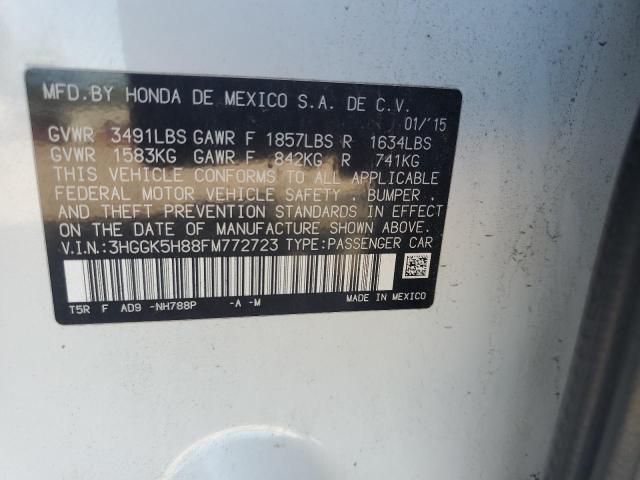 MFD. BY HONDA DE MEXICO S.A. DE C.V.
01/'15
GVWR 3491LBS GAWR F 1857LBS R 1634LBS
GVWR 1583KG GAWR F 842KG R 741KG
THIS VEHICLE CONFORMS TO ALL APPLICABLE
FEDERAL MOTOR VEHICLE SAFETY, BUMPER,
AND THEFT PREVENTION STANDARDS IN EFFECT
ON THE DATE OF MANUFACTURE SHOWN ABOVE.
V.I.N.:3HGGK5H88FM772723 TYPE:PASSENGER CAR
T5R F AD9 -NH788P -A -M MADE IN MEXICO